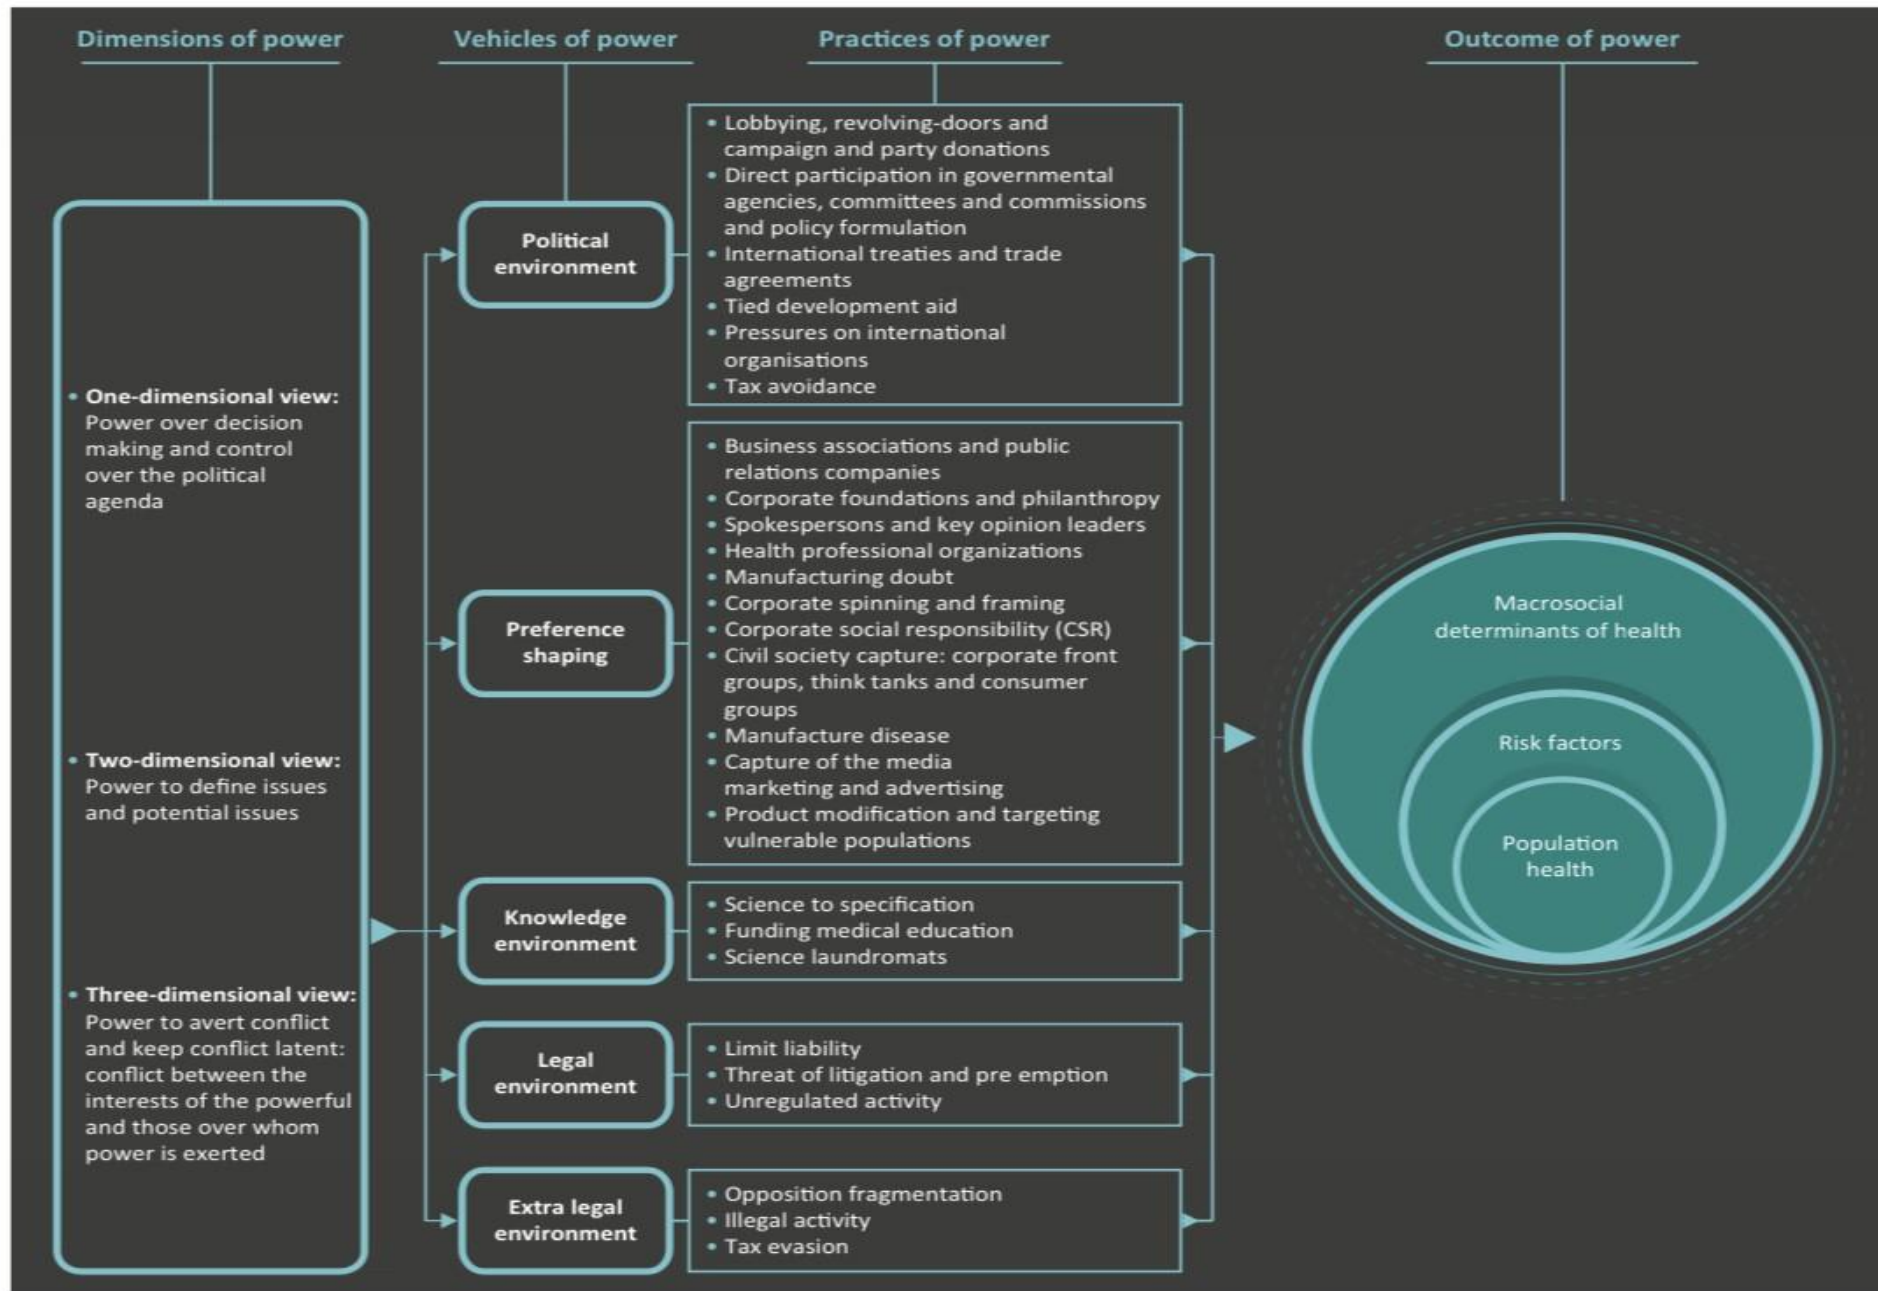 Dimensions of power
Vehicles of power
Practices of power
Outcome of power
• One-dimensional view:
Power over decision
making and control
over the political
agenda
• Two-dimensional view:
Power to define issues
and potential issues
• Three-dimensional view:
Power to avert conflict
and keep conflict latent:
conflict between the
interests of the powerful
and those over whom
power is exerted
Political
environment
• Lobbying, revolving-doors and
campaign and party donations
• Direct participation in governmental
agencies, committees and commissions
and policy formulation
• International treaties and trade
agreements
• Tied development aid
• Pressures on international
organisations
• Tax avoidance
Preference
shaping
• Business associations and public
relations companies
• Corporate foundations and philanthropy
• Spokespersons and key opinion leaders
• Health professional organizations
• Manufacturing doubt
• Corporate spinning and framing
• Corporate social responsibility (CSR)
• Civil society capture: corporate front
groups, think tanks and consumer
groups
• Manufacture disease
• Capture of the media
marketing and advertising
• Product modification and targeting
vulnerable populations
Knowledge
environment
• Science to specification
• Funding medical education
• Science laundromats
Legal
environment
• Limit liability
• Threat of litigation and pre emption
• Unregulated activity
Extra legal
environment
• Opposition fragmentation
• Illegal activity
• Tax evasion
Macrosocial
determinants of health
Risk factors
Population
health